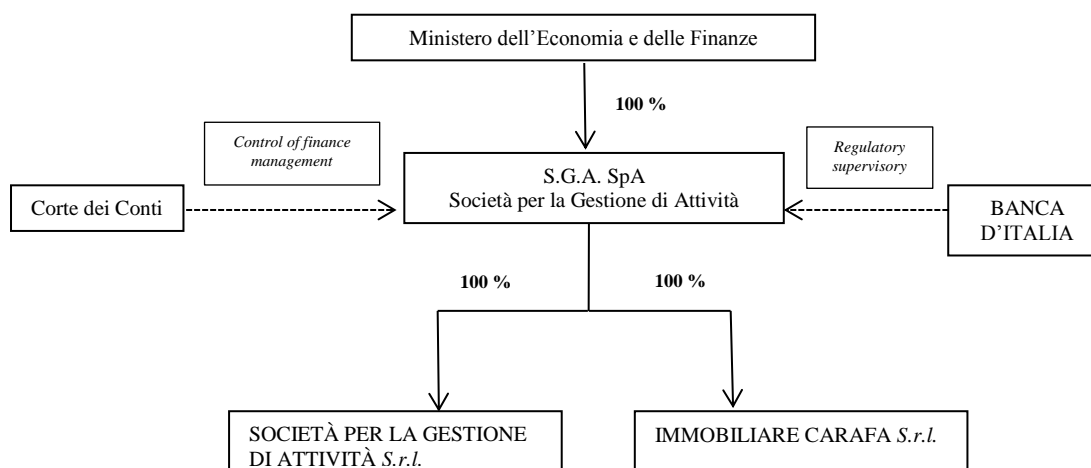 Ministero dell’Economia e delle Finanze
100 %
Control of finance
management
Regulatory
supervisory
S.G.A. SpA
Società per la Gestione di Attività
Corte dei Conti
BANCA
D’ITALIA
100 %
100 %
SOCIETÀ PER LA GESTIONE
DI ATTIVITÀ S.r.l.
IMMOBILIARE CARAFA S.r.l.